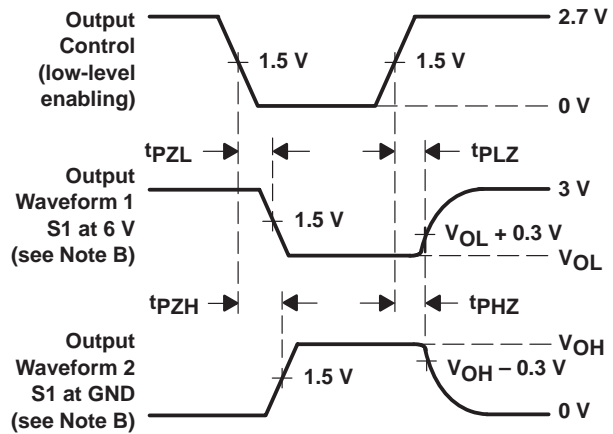 Output
Control
(low-level
enabling)
1.5 V
1.5 V
2.7 V
0 V
tPZL
tPLZ
Output
Waveform 1
S1 at 6 V
(see Note B)
1.5 V
3 V
VOL + 0.3 V
VOL
tPZH
tPHZ
Output
Waveform 2
S1 at GND
(see Note B)
1.5 V
VOH
VOH − 0.3 V
0 V